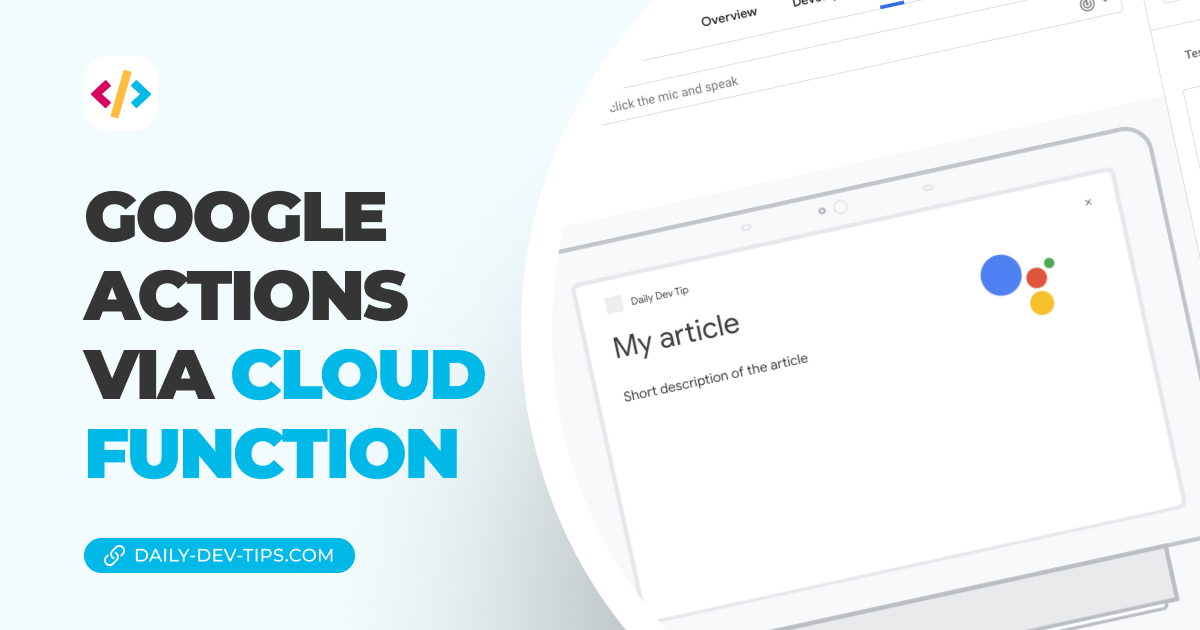 GOOGLE
ACTIONS
VIA CLOUD
FUNCTION
DAILY-DEV-TIPS.COM
Overview
click the mic and speak
Daily Dev Tip
My article
Short description of the article